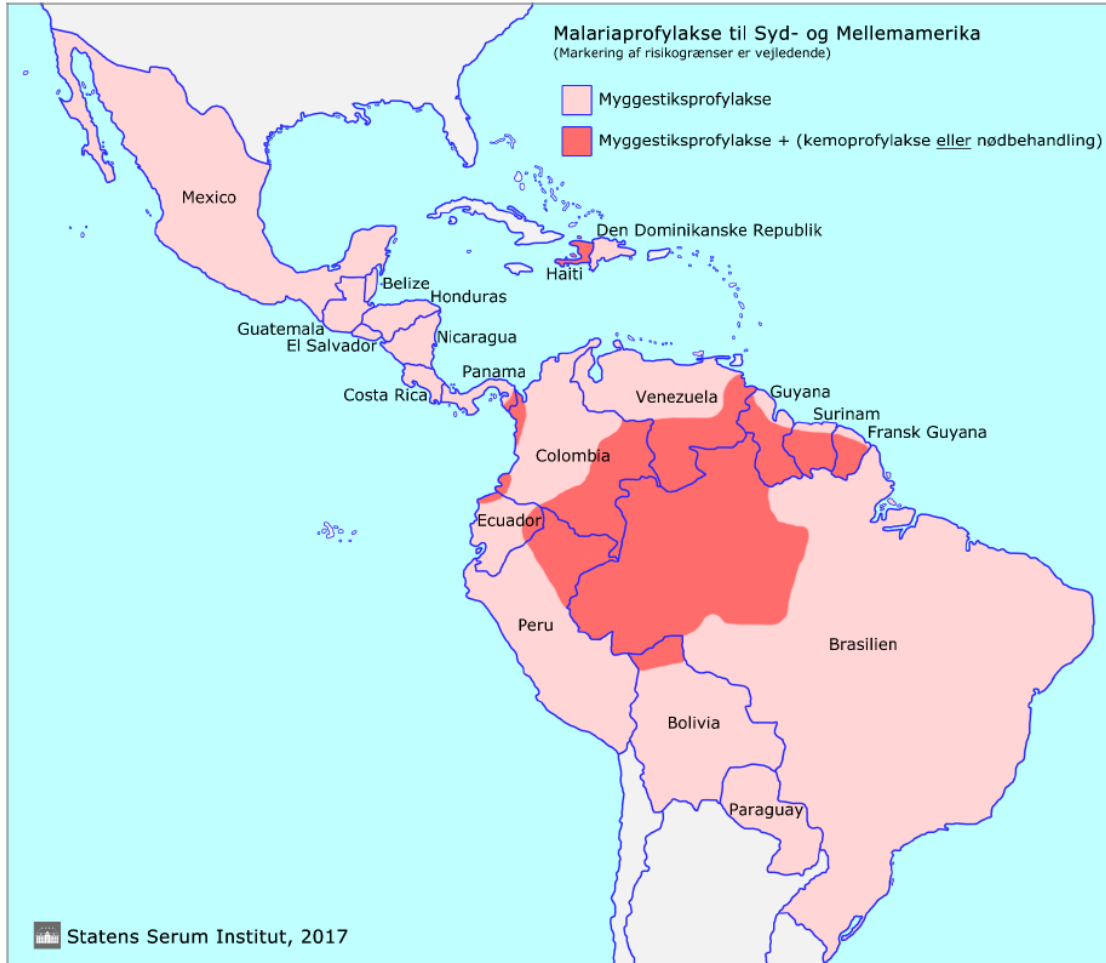 Malariaprofylakse til Syd- og Mellemamerika
(Markering af risikogrænser er vejledende)
Myggestiksprofylakse
Myggestiksprofylakse + (kemoprofylakse eller nødbehandling)
Mexico
Den Dominikanske Republik
Haiti
Belize
Honduras
Guatemala
El Salvador
Nicaragua
Panama
Costa Rica
Venezuela
Guyana
Surinam
Fransk Guyana
Colombia
Ecuador
Peru
Brasilien
Bolivia
Paraguay
Statens Serum Institut, 2017